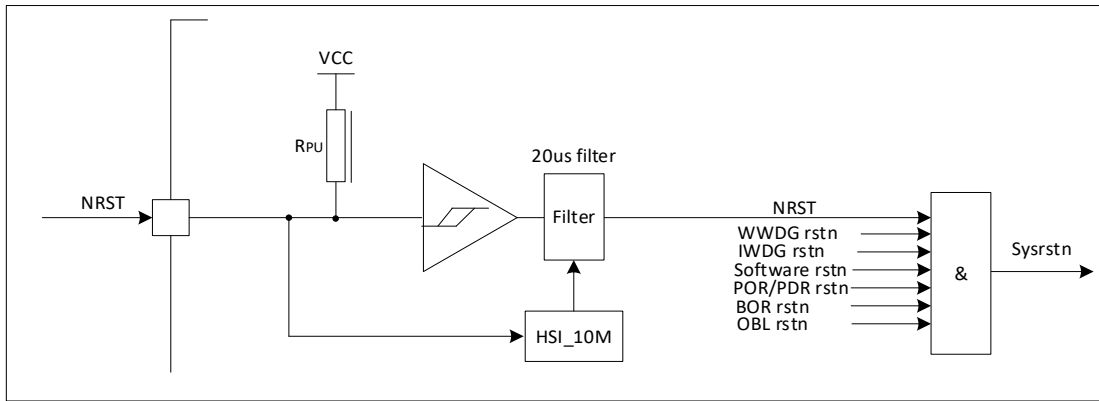 VCC
RPU
20us filter
NRST
Filter
NRST
WWDG rstn
IWDG rstn
Software rstn
POR/PDR rstn
BOR rstn
OBL rstn
&
Sysrstn
HSI_10M